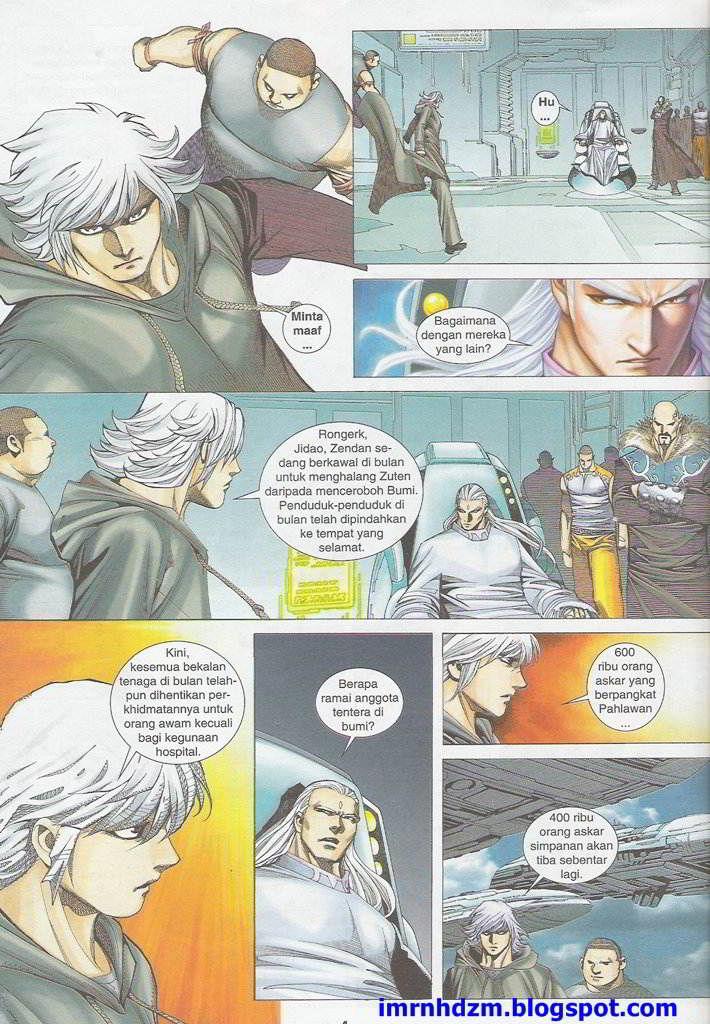 Minta
maaf
...
Hu
...
Bagaimana
dengan mereka
yang lain?
Rongerk,
Jidao, Zendan se-
dang berkawal di bulan
untuk menghalang Zuten
daripada menceroboh Bumi.
Penduduk-penduduk di
bulan telah dipindahkan
ke tempat yang
selamat.
Kini,
kesemua bekalan
tenaga di bulan telah-
pun dihentikan per-
khidmatannya untuk
orang awam kecuali
bagi kegunaan
hospital.
Berapa
ramai anggota
tentera di
bumi?
600
ribu orang
askar yang
berpangkat
Pahlawan
...
400 ribu
orang askar
simpanan akan
tiba sebentar
lagi.
imrnhdzm.blogspot.com